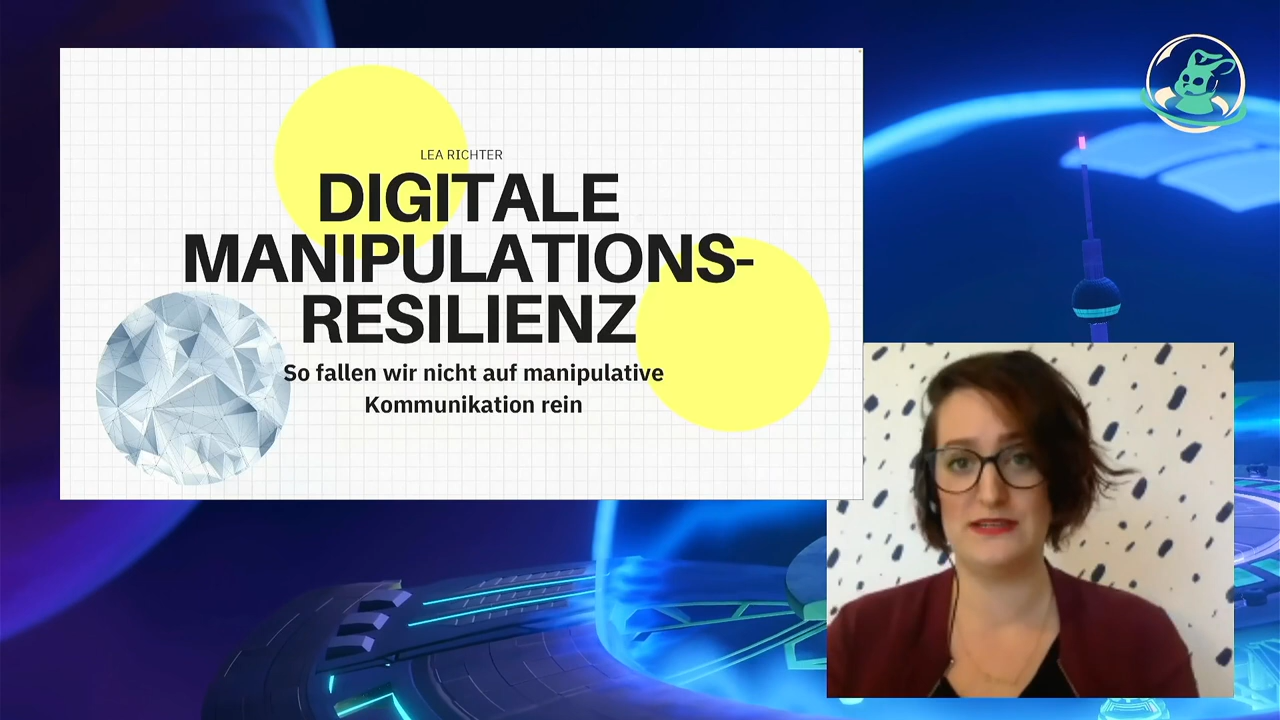 LEA RICHTER
DIGITALE
MANIPULATIONS-
RESILIENZ
So fallen wir nicht auf manipulative
Kommunikation rein